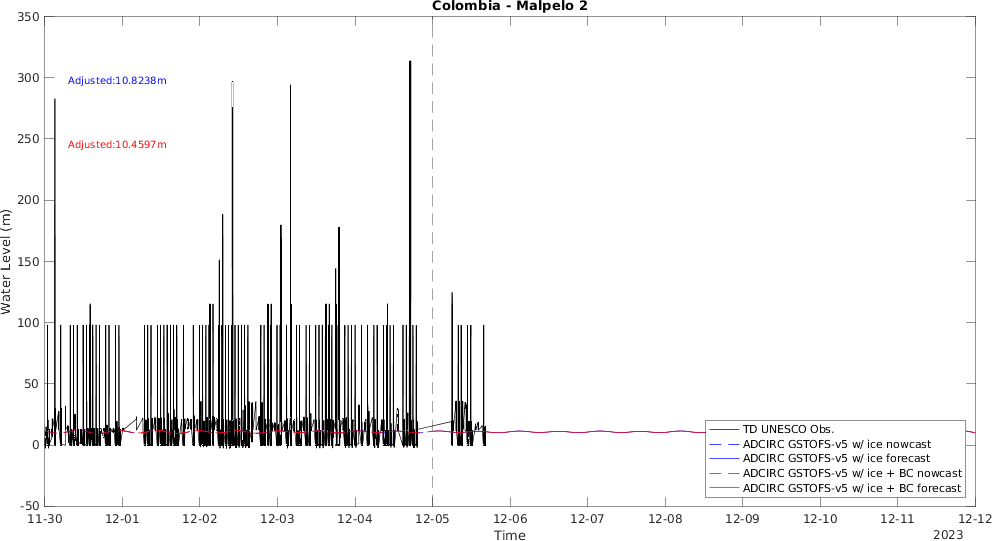 Colombia - Malpelo 2
350
300
250
200
150
100
50
0
-50
Water Level (m)
Adjusted:10.8238m
Adjusted:10.4597m
TD UNESCO Obs.
ADCIRC GSTOFS-v5 w/ ice nowcast
ADCIRC GSTOFS-v5 w/ ice forecast
ADCIRC GSTOFS-v5 w/ ice + BC nowcast
ADCIRC GSTOFS-v5 w/ ice + BC forecast
11-30 12-01 12-02 12-03 12-04 12-05 12-06 12-07 12-08 12-09 12-10 12-11 12-12
Time
2023